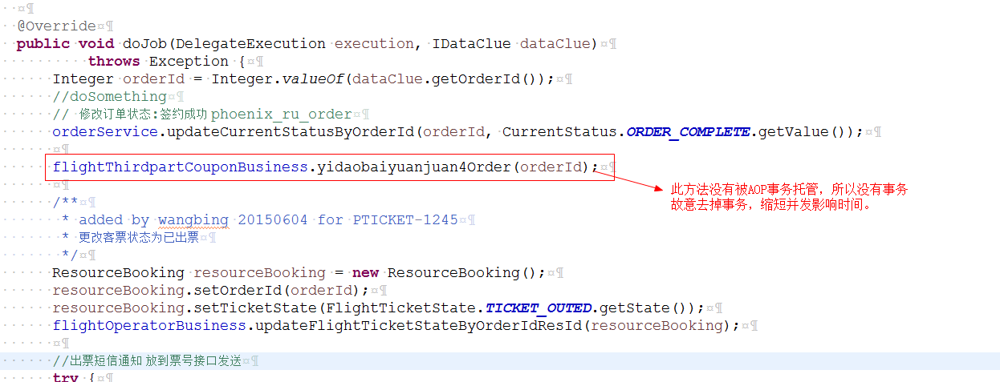 @Override
public void doJob(DelegateExecution execution, IDataClue dataClue)
throws Exception {
Integer orderId = Integer.valueOf(dataClue.getOrderId());
//doSomething
// 修改订单状态:签约成功 phoenix_ru_order
orderService.updateCurrentStatusByOrderId(orderId, CurrentStatus.ORDER_COMPLETE.getValue());
flightThirdpartCouponBusiness.yidaobaiyuanjuan4Order(orderId);
此方法没有被AOP事务托管，所以没有事务
故意去掉事务，缩短并发影响时间。
/**
* added by wangbing 20150604 for PTICKET-1245
* 更改客票状态为已出票
*/
ResourceBooking resourceBooking = new ResourceBooking();
resourceBooking.setOrderId(orderId);
resourceBooking.setTicketState(FlightTicketState.TICKET_OUTED.getState());
flightOperatorBusiness.updateFlightTicketStateByOrderIdResId(resourceBooking);
//出票短信通知 放到票号接口发送
try {